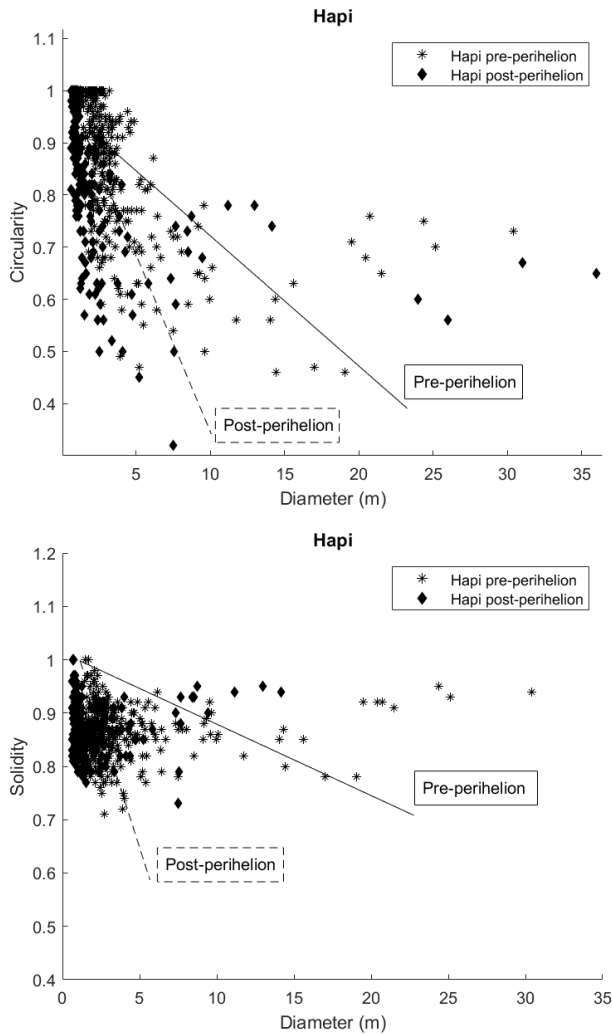 Hapi
1.1
Hapi pre-perihelion
Hapi post-perihelion
1
0.9
0.8
0.7
0.6
0.5
0.4
Circularity
Pre-perihelion
Post-perihelion
5
10
15
20
25
30
35
Diameter (m)
Hapi
1.2
Hapi pre-perihelion
Hapi post-perihelion
1.1
1
0.9
0.8
0.7
0.6
0.5
0.4
Solidity
Pre-perihelion
Post-perihelion
0
5
10
15
20
25
30
35
Diameter (m)